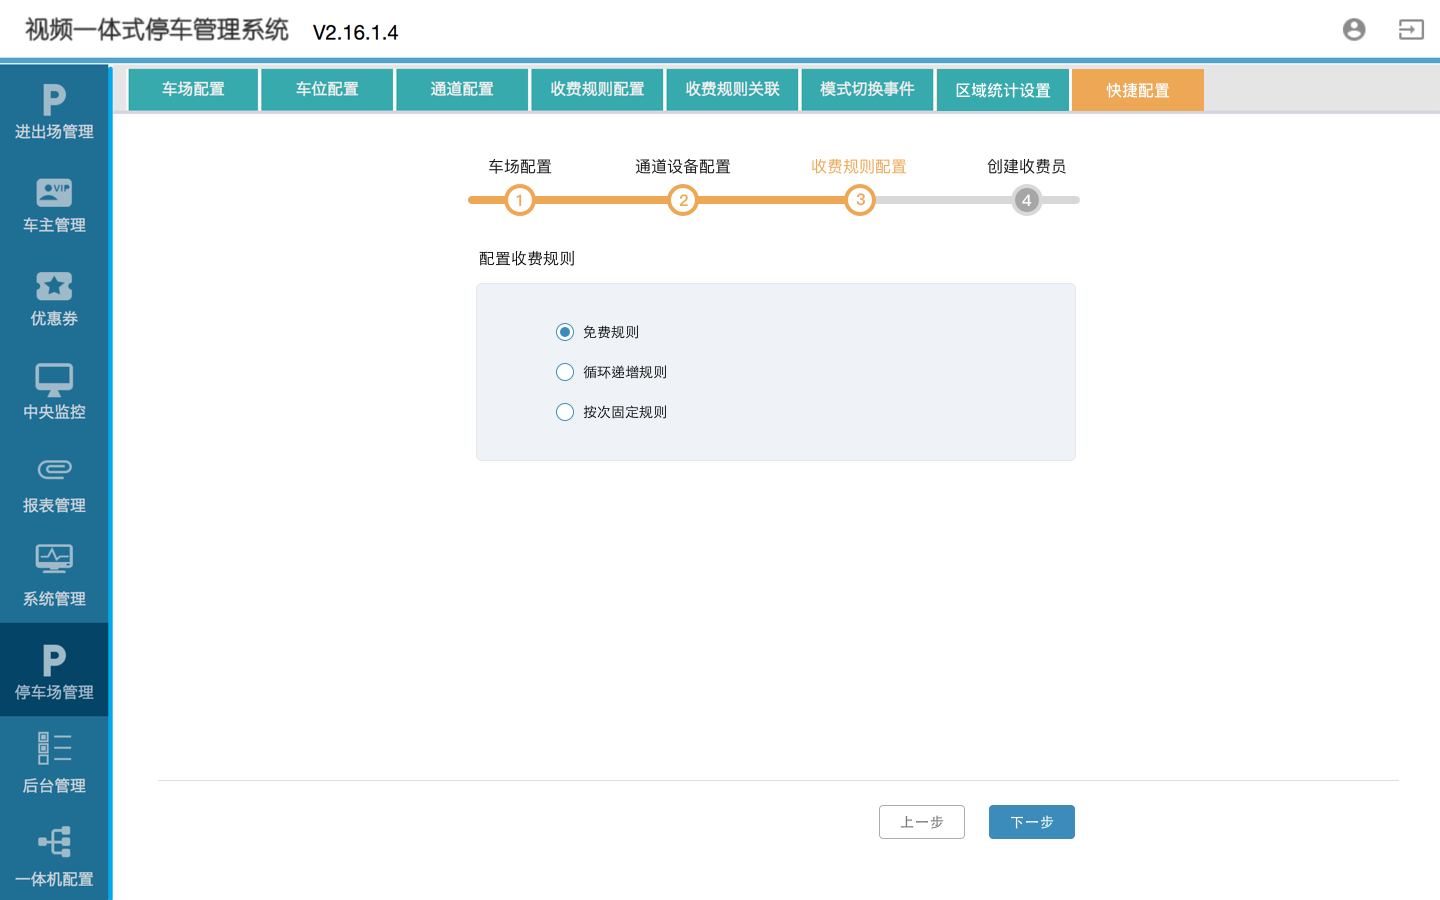 视频一体式停车管理系统 V2.16.1.4
车场配置 车位配置 通道配置 收费规则配置 收费规则关联 模式切换事件 区域统计设置 快捷配置
P
进出场管理
VIP
车主管理
优惠券
中央监控
报表管理
系统管理
P
停车场管理
后台管理
一体机配置
车场配置 通道设备配置 收费规则配置 创建收费员
1 2 3 4
配置收费规则
免费规则
循环递增规则
按次固定规则
上一步 下一步